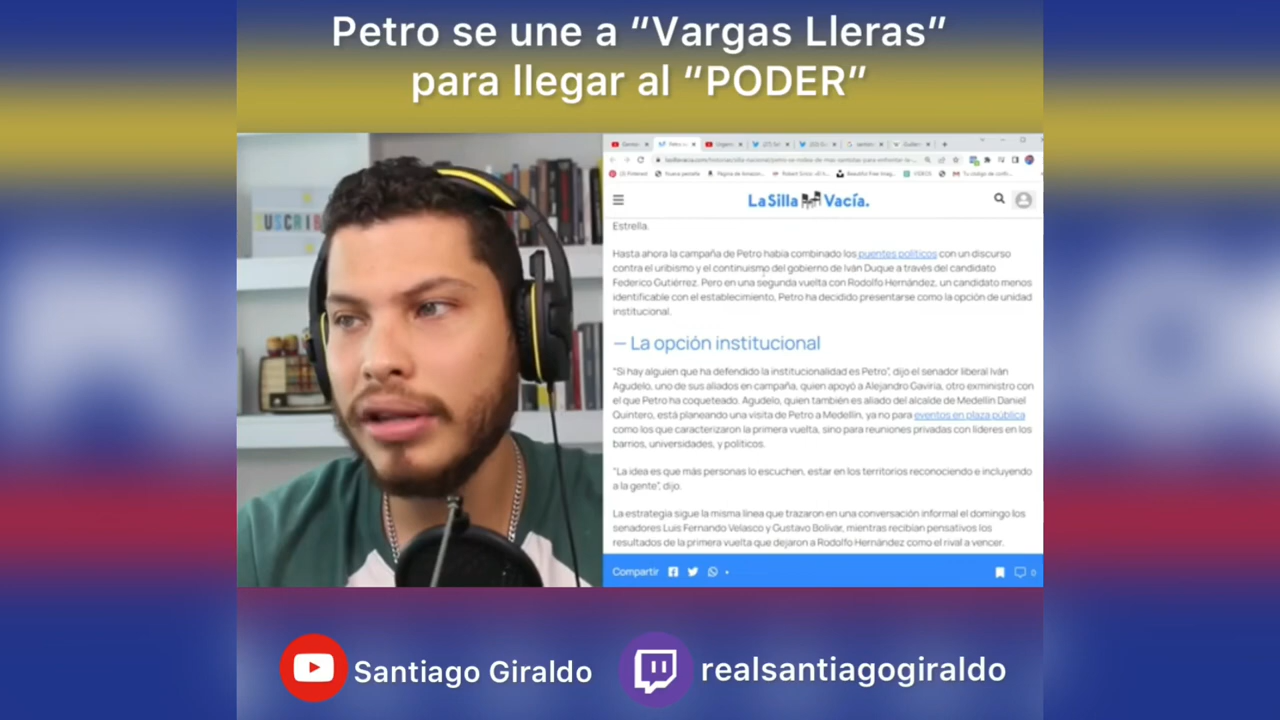 Petro se une a “Vargas Lleras”
para llegar al “PODER”
USCRIB
La Silla Vacía.
Estrella.
Hasta ahora la campaña de Petro había combinado los puentes políticos con un discurso
contra el uribismo y el continuismo del gobierno de Iván Duque a través del candidato
Federico Gutiérrez. Pero en una segunda vuelta con Rodolfo Hernández, un candidato menos
identificable con el establecimiento, Petro ha decidido presentarse como la opción de unidad
institucional.
— La opción institucional
“Si hay alguien que ha defendido la institucionalidad es Petro”, dijo el senador liberal Iván
Agudelo, uno de sus aliados en campaña, quien apoyó a Alejandro Gaviria, otro exministro con
el que Petro ha coqueteado. Agudelo, quien también es aliado del alcalde de Medellín Daniel
Quintero, está planeando una visita de Petro a Medellín, ya no para eventos en plaza pública
como los que caracterizaron la primera vuelta, sino para reuniones privadas con líderes en los
barrios, universidades, y políticos.
“La idea es que más personas lo escuchen, estar en los territorios reconociendo e incluyendo
a la gente”, dijo.
La estrategia sigue la misma línea que trazaron en una conversación informal el domingo los
senadores Luis Fernando Velasco y Gustavo Bolívar, mientras recibían pensativos los
resultados de la primera vuelta que dejaron a Rodolfo Hernández como el rival a vencer.
Compartir
0
Santiago Giraldo
realsantiagogiraldo